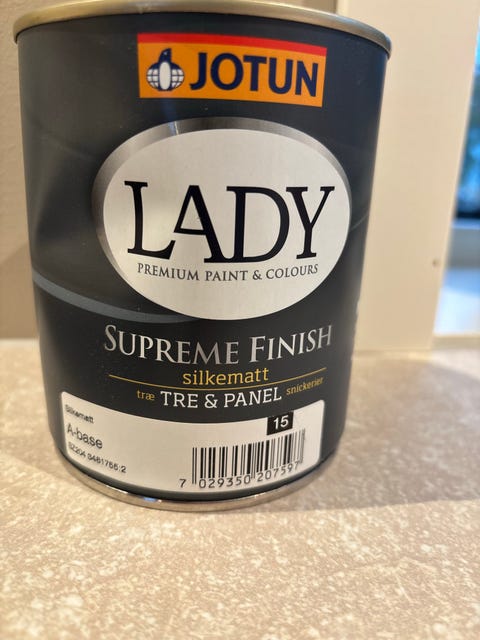 JOTUN
LADY
PREMIUM PAINT & COLOURS
SUPREME FINISH
silkematt
træ TRE & PANEL snickerier
15
Silkematt
A-base
7 029350 207597